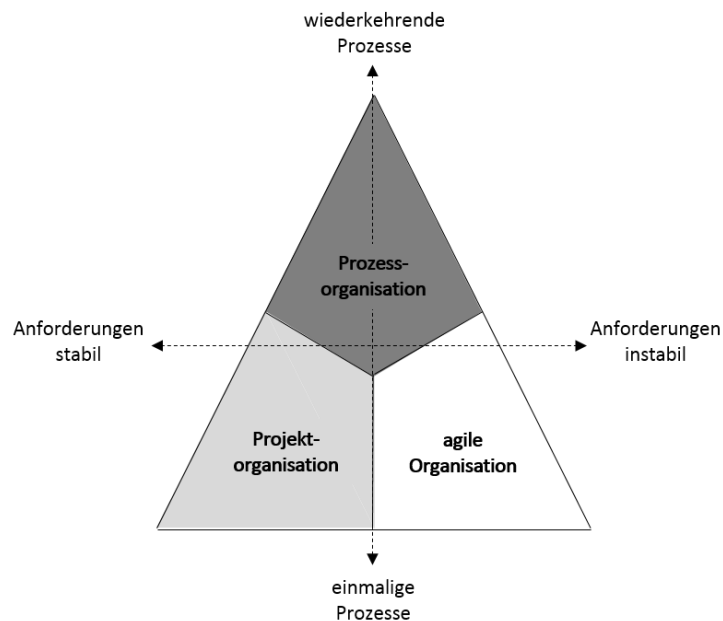 wiederkehrende
Prozesse
Prozess-
organisation
Anforderungen
stabil
Anforderungen
instabil
Projekt-
organisation
agile
Organisation
einmalige
Prozesse